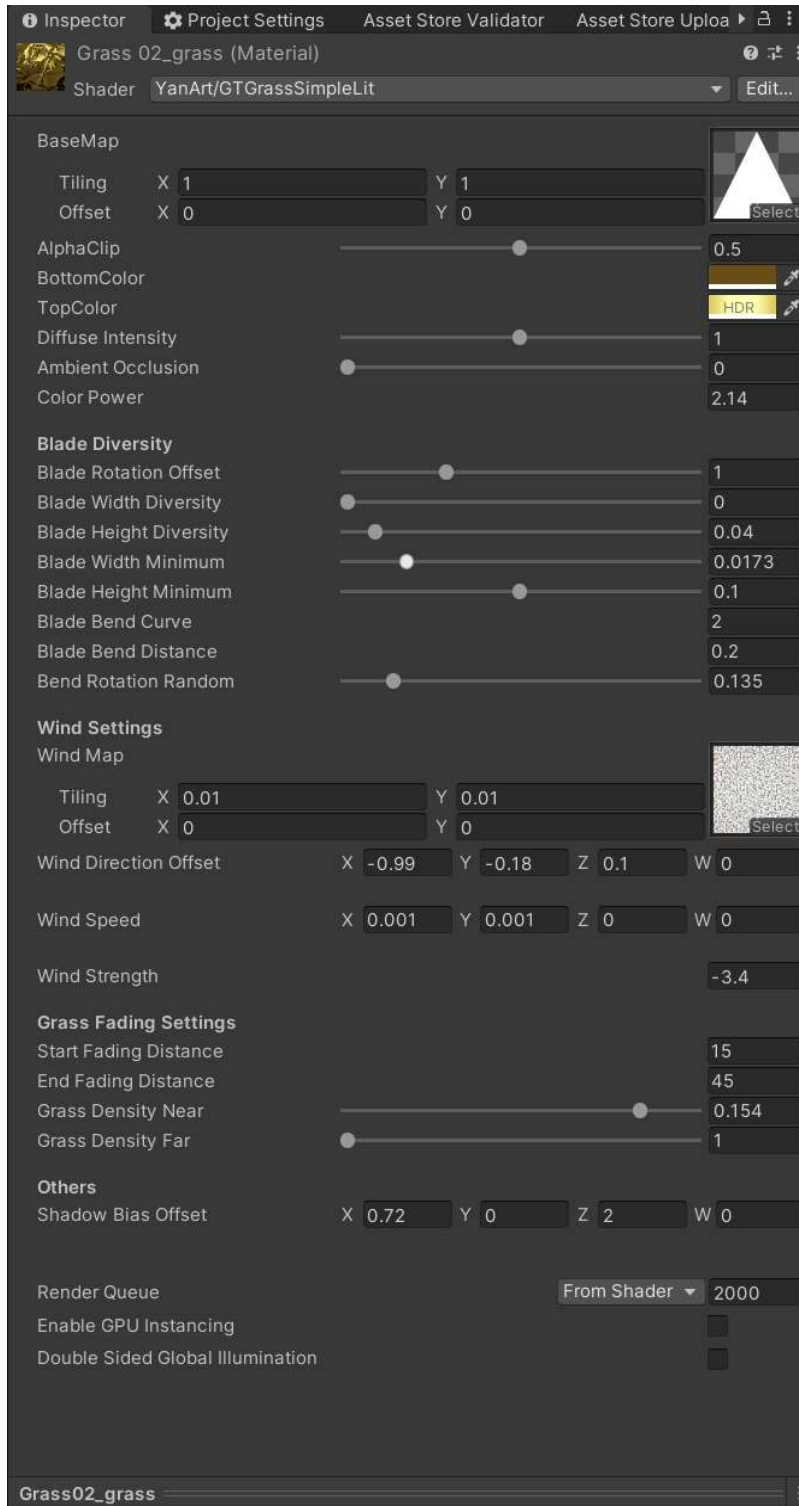 Inspector Project Settings Asset Store Validator Asset Store Uploa
Grass 02_grass (Material)
Shader YanArt/GTGrassSimpleLit Edit...
BaseMap
Tiling X 1 Y 1
Offset X 0 Y 0 Select
AlphaClip 0.5
BottomColor
TopColor HDR
Diffuse Intensity 1
Ambient Occlusion 0
Color Power 2.14
Blade Diversity
Blade Rotation Offset 1
Blade Width Diversity 0
Blade Height Diversity 0.04
Blade Width Minimum 0.0173
Blade Height Minimum 0.1
Blade Bend Curve 2
Blade Bend Distance 0.2
Bend Rotation Random 0.135
Wind Settings
Wind Map
Tiling X 0.01 Y 0.01
Offset X 0 Y 0 Select
Wind Direction Offset X -0.99 Y -0.18 Z 0.1 W 0
Wind Speed X 0.001 Y 0.001 Z 0 W 0
Wind Strength -3.4
Grass Fading Settings
Start Fading Distance 15
End Fading Distance 45
Grass Density Near 0.154
Grass Density Far 1
Others
Shadow Bias Offset X 0.72 Y 0 Z 2 W 0
Render Queue From Shader 2000
Enable GPU Instancing
Double Sided Global Illumination
Grass02_grass